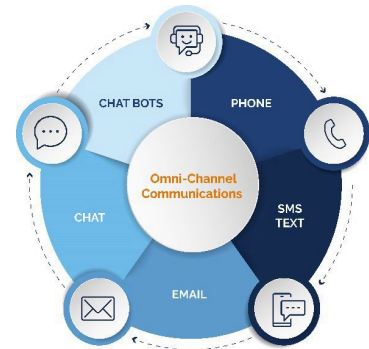 CHAT BOTS
PHONE
Omni-Channel
Communications
SMS
TEXT
CHAT
EMAIL